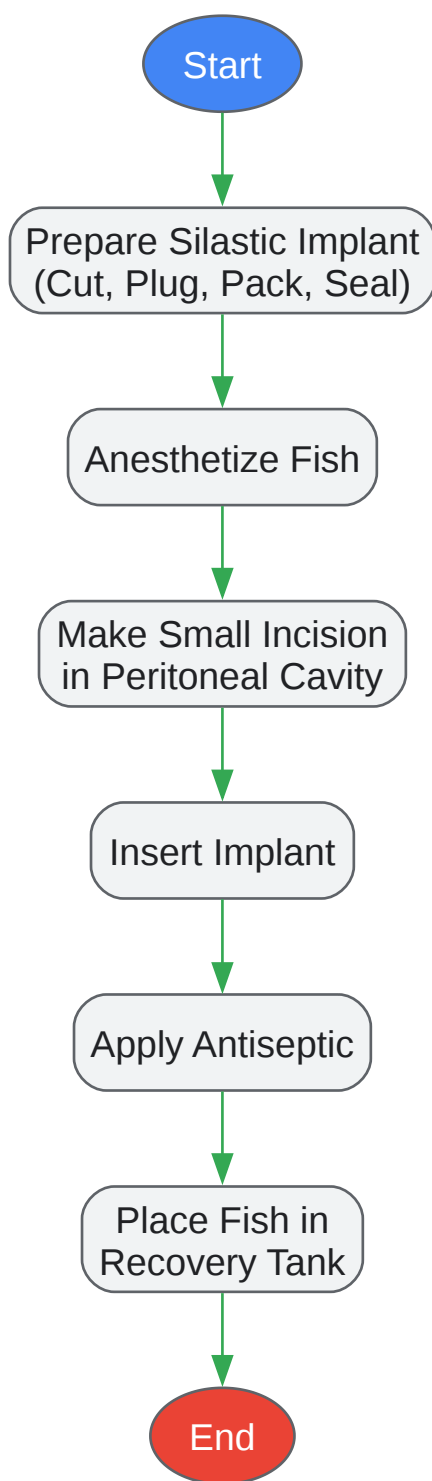 Start
Prepare Silastic Implant
(Cut, Plug, Pack, Seal)
Anesthetize Fish
Make Small Incision
in Peritoneal Cavity
Insert Implant
Apply Antiseptic
Place Fish in
Recovery Tank
End